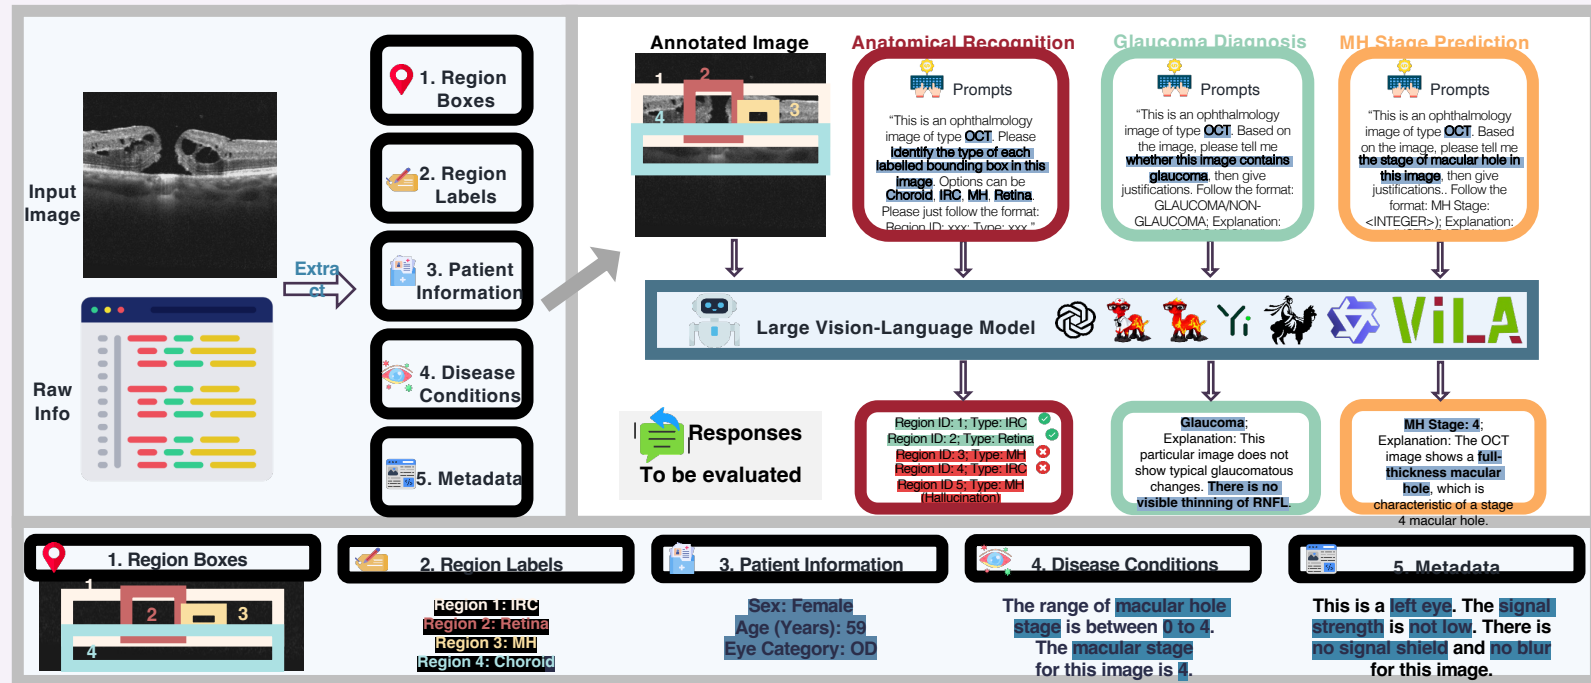 Input
Image
Raw
Info
Extra
ct
1. Region
Boxes
2. Region
Labels
3. Patient
Information
4. Disease
Conditions
5. Metadata
Annotated Image
1
2
3
4
Anatomical Recognition
Prompts
“This is an ophthalmology
image of type OCT. Please
identify the type of each
labelled bounding box in this
image. Options can be
Choroid, IRC, MH, Retina.
Please just follow the format:
Region ID: xxx; Type: xxx.”
Glaucoma Diagnosis
Prompts
“This is an ophthalmology
image of type OCT. Based on
the image, please tell me
whether this image contains
glaucoma, then give
justifications. Follow the format:
GLAUCOMA/NON-
GLAUCOMA; Explanation:
MH Stage Prediction
Prompts
“This is an ophthalmology
image of type OCT. Based
on the image, please tell me
the stage of macular hole in
this image, then give
justifications.. Follow the
format: MH Stage:
<INTEGER>); Explanation:
Large Vision-Language Model
Yi
ViLA
Responses
To be evaluated
Region ID: 1; Type: IRC
Region ID: 2; Type: Retina
Region ID: 3; Type: MH
Region ID: 4; Type: IRC
Region ID 5; Type: MH
(Hallucination)
Glaucoma;
Explanation: This
particular image does not
show typical glaucomatous
changes. There is no
visible thinning of RNFL.
MH Stage: 4;
Explanation: The OCT
image shows a full-
thickness macular
hole, which is
characteristic of a stage
4 macular hole.
1. Region Boxes
1
2
3
4
2. Region Labels
Region 1: IRC
Region 2: Retina
Region 3: MH
Region 4: Choroid
3. Patient Information
Sex: Female
Age (Years): 59
Eye Category: OD
4. Disease Conditions
The range of macular hole
stage is between 0 to 4.
The macular stage
for this image is 4.
5. Metadata
This is a left eye. The signal
strength is not low. There is
no signal shield and no blur
for this image.